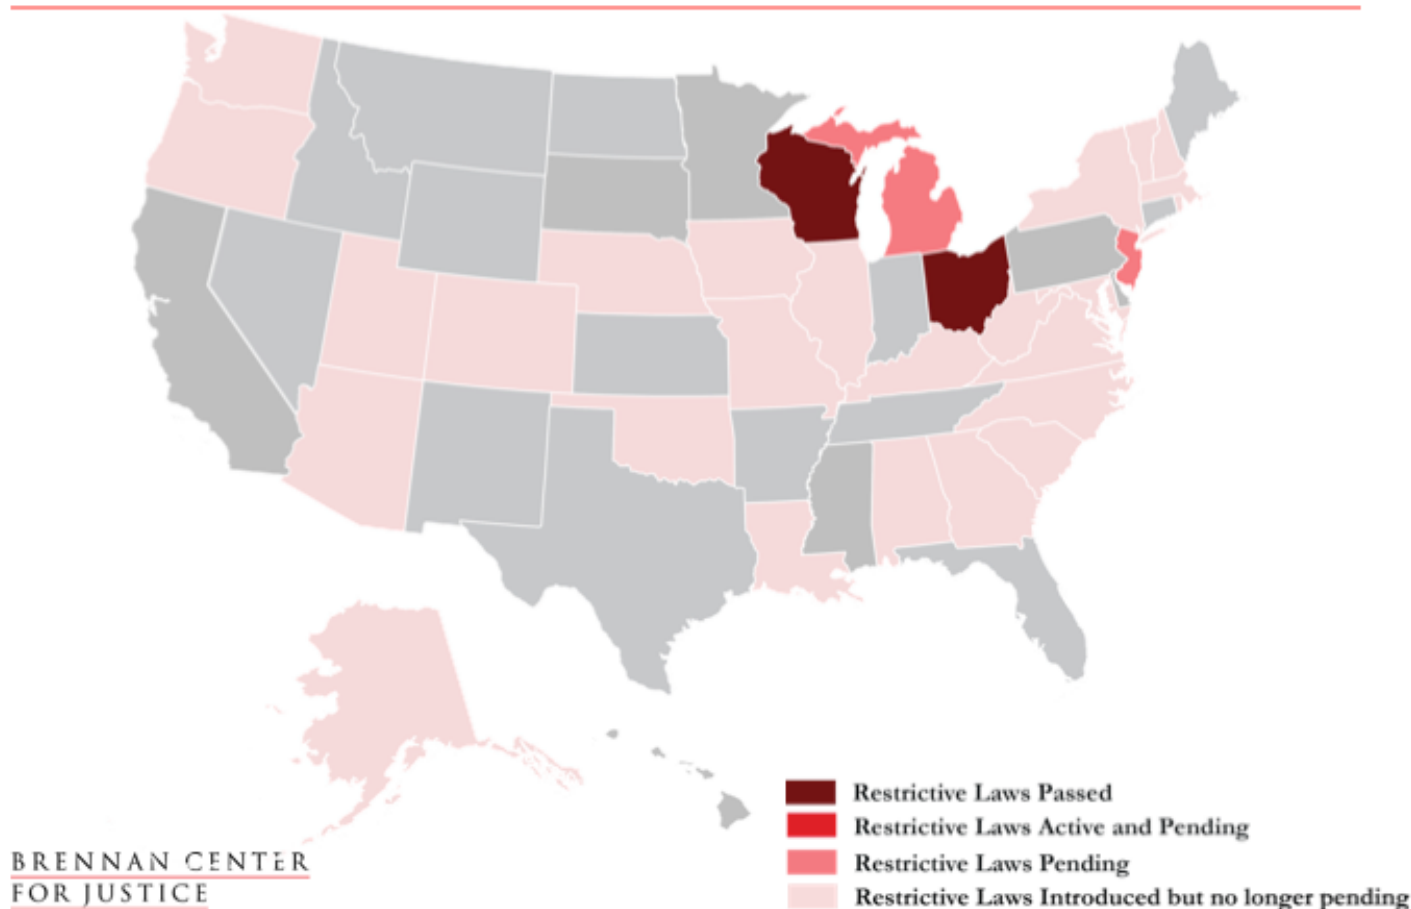 Restrictive Laws Passed
Restrictive Laws Active and Pending
Restrictive Laws Pending
Restrictive Laws Introduced but no longer pending
BRENNAN CENTER
FOR JUSTICE